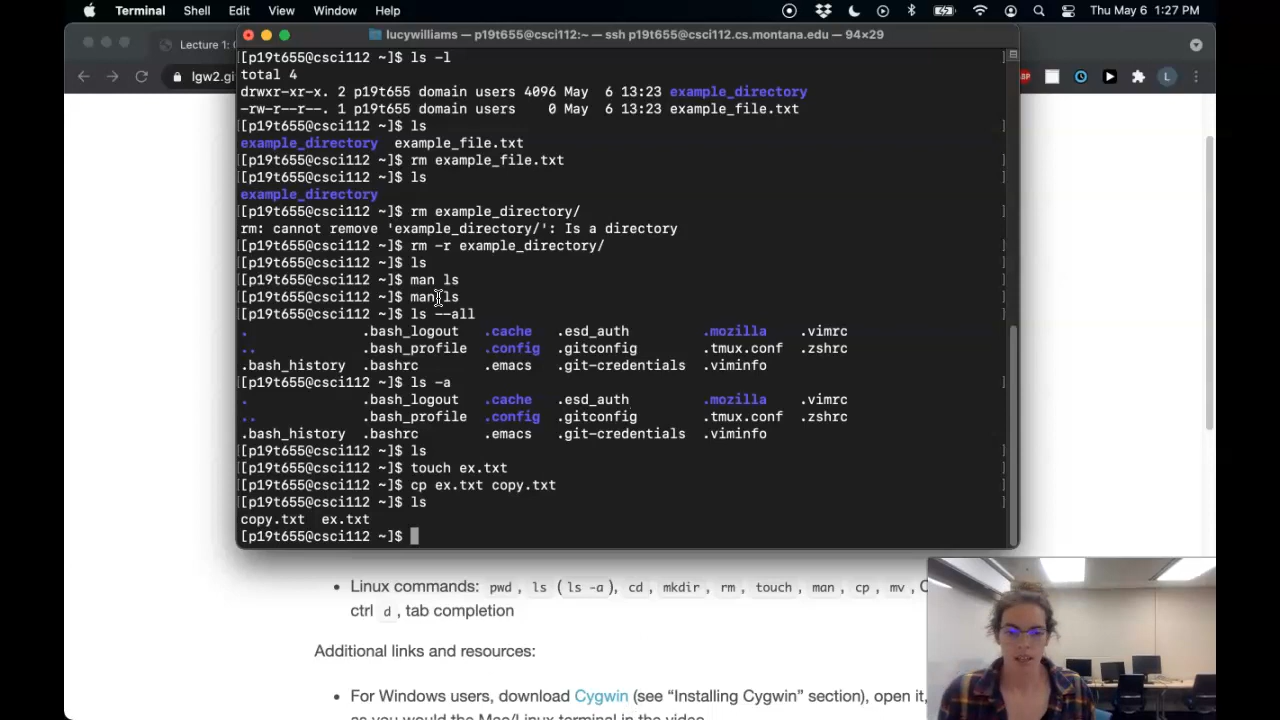 Terminal Shell Edit View Window Help Thu May 6 1:27 PM
lucywilliams — p19t655@csci112:~ — ssh p19t655@csci112.cs.montana.edu — 94×29
Lecture 1:
lgw2.gi
L
[[p19t655@csci112 ~]$ ls -l ]
total 4
drwxr-xr-x. 2 p19t655 domain users 4096 May  6 13:23 example_directory
-rw-r--r--. 1 p19t655 domain users    0 May  6 13:23 example_file.txt
[[p19t655@csci112 ~]$ ls ]
example_directory  example_file.txt
[[p19t655@csci112 ~]$ rm example_file.txt ]
[[p19t655@csci112 ~]$ ls ]
example_directory
[[p19t655@csci112 ~]$ rm example_directory/ ]
rm: cannot remove 'example_directory/': Is a directory
[[p19t655@csci112 ~]$ rm -r example_directory/ ]
[[p19t655@csci112 ~]$ ls ]
[[p19t655@csci112 ~]$ man ls ]
[[p19t655@csci112 ~]$ man ls ]
[[p19t655@csci112 ~]$ ls --all ]
. .bash_logout .cache .esd_auth .mozilla .vimrc
.. .bash_profile .config .gitconfig .tmux.conf .zshrc
.bash_history .bashrc .emacs .git-credentials .viminfo
[[p19t655@csci112 ~]$ ls -a ]
. .bash_logout .cache .esd_auth .mozilla .vimrc
.. .bash_profile .config .gitconfig .tmux.conf .zshrc
.bash_history .bashrc .emacs .git-credentials .viminfo
[[p19t655@csci112 ~]$ ls ]
[[p19t655@csci112 ~]$ touch ex.txt ]
[[p19t655@csci112 ~]$ cp ex.txt copy.txt ]
[[p19t655@csci112 ~]$ ls ]
copy.txt  ex.txt
[p19t655@csci112 ~]$
• Linux commands: pwd, ls (ls -a), cd, mkdir, rm, touch, man, cp, mv,
ctrl d, tab completion
Additional links and resources:
• For Windows users, download Cygwin (see “Installing Cygwin” section), open it,
as you would the Mac/Linux terminal in the video